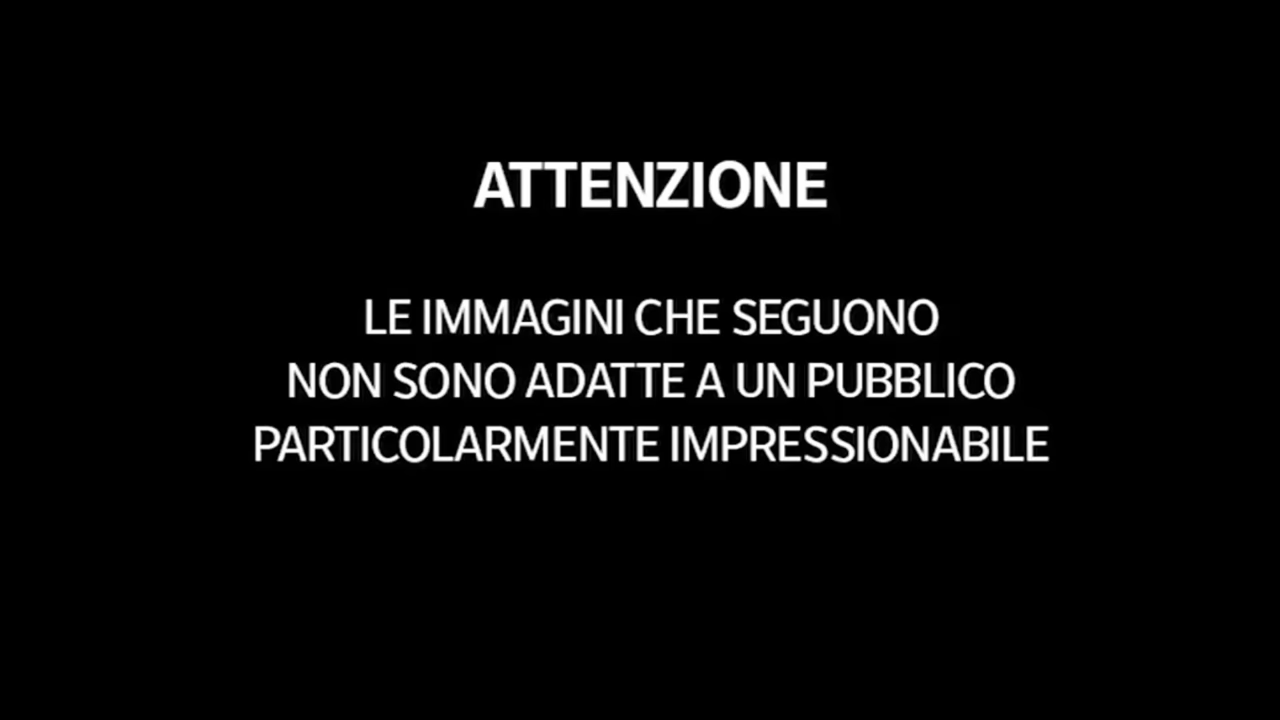 ATTENZIONE
LE IMMAGINI CHE SEGUONO
NON SONO ADATTE A UN PUBBLICO
PARTICOLARMENTE IMPRESSIONABILE